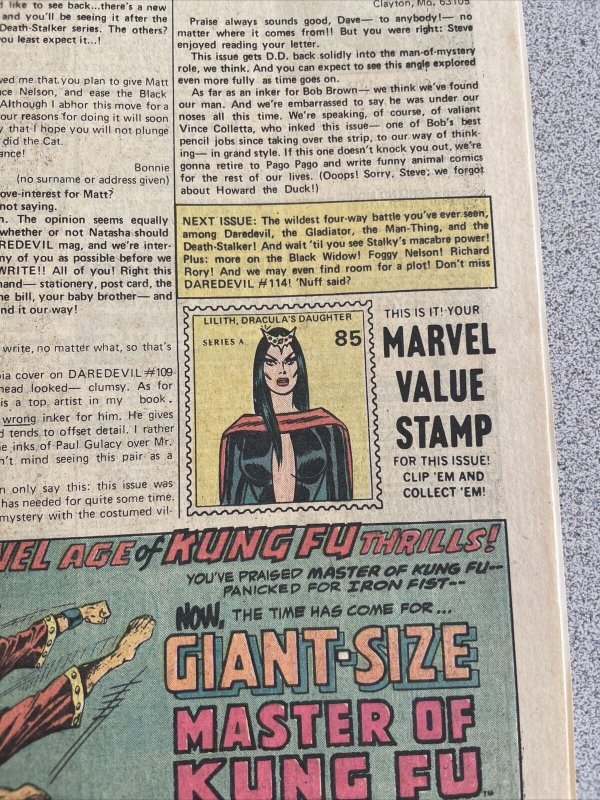 like to see back...there's a new
and you'll be seeing it after the
Death-Stalker series. The others?
you least expect it...!
ved me that you plan to give Matt
ce Nelson, and ease the Black
Although I abhor this move for a
our reasons for doing it will soon
y that I hope you will not plunge
did the Cat.
ance!
Bonnie
(no surname or address given)
ove-interest for Matt?
not saying.
n. The opinion seems equally
whether or not Natasha should
REDEVIL mag, and we're inter-
ny of you as possible before we
WRITE!! All of you! Right this
hand— stationery, post card, the
ne bill, your baby brother— and
nd it our way!
write, no matter what, so that's
ia cover on DAREDEVIL #109
head looked— clumsy. As for
is a top artist in my book.
wrong inker for him. He gives
d tends to offset detail. I rather
e inks of Paul Gulacy over Mr.
n't mind seeing this pair as a
n only say this: this issue was
has needed for quite some time.
mystery with the costumed vil-
Clayton, Mo. 63105
Praise always sounds good, Dave— to anybody!— no
matter where it comes from!! But you were right: Steve
enjoyed reading your letter.
This issue gets D.D. back solidly into the man-of-mystery
role, we think. And you can expect to see this angle explored
even more fully as time goes on.
As far as an inker for Bob Brown— we think we've found
our man. And we're embarrassed to say he was under our
noses all this time. We're speaking, of course, of valiant
Vince Colletta, who inked this issue— one of Bob's best
pencil jobs since taking over the strip, to our way of think-
ing— in grand style. If this one doesn't knock you out, we're
gonna retire to Pago Pago and write funny animal comics
for the rest of our lives. (Ooops! Sorry, Steve; we forgot
about Howard the Duck!)
NEXT ISSUE: The wildest four-way battle you've ever seen,
among Daredevil, the Gladiator, the Man-Thing, and the
Death-Stalker! And wait 'til you see Stalky's macabre power!
Plus: more on the Black Widow! Foggy Nelson! Richard
Rory! And we may even find room for a plot! Don't miss
DAREDEVIL #114! 'Nuff said?
LILITH, DRACULA'S DAUGHTER
SERIES A
85
THIS IS IT! YOUR
MARVEL
VALUE
STAMP
FOR THIS ISSUE!
CLIP 'EM AND
COLLECT 'EM!
VEL AGE of KUNG FU THRILLS!
YOU'VE PRAISED MASTER OF KUNG FU--
PANICKED FOR IRON FIST--
NOW, THE TIME HAS COME FOR...
GIANT-SIZE
MASTER OF
KUNG FU